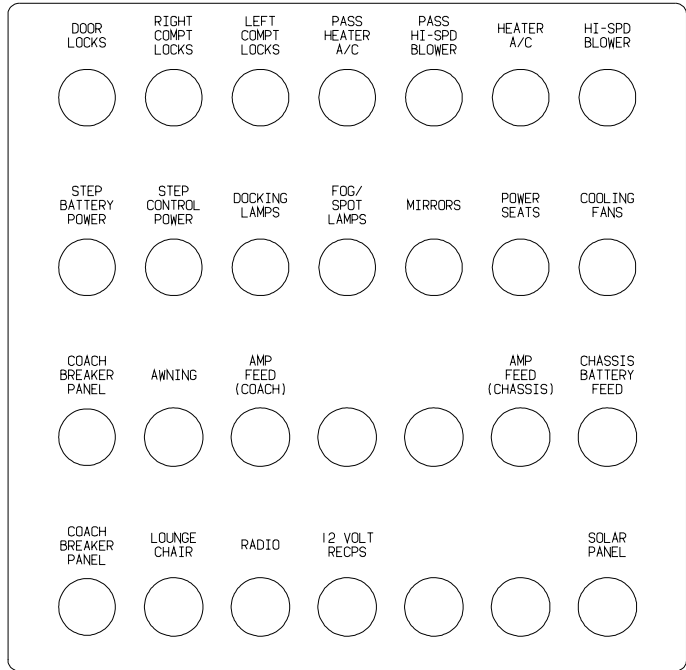 DOOR
LOCKS
RIGHT
COMPT
LOCKS
LEFT
COMPT
LOCKS
PASS
HEATER
A/C
PASS
HI-SPD
BLOWER
HEATER
A/C
HI-SPD
BLOWER
STEP
BATTERY
POWER
STEP
CONTROL
POWER
DOCKING
LAMPS
FOG/
SPOT
LAMPS
MIRRORS
POWER
SEATS
COOLING
FANS
COACH
BREAKER
PANEL
AWNING
AMP
FEED
(COACH)
AMP
FEED
(CHASSIS)
CHASSIS
BATTERY
FEED
COACH
BREAKER
PANEL
LOUNGE
CHAIR
RADIO
12 VOLT
RECPS
SOLAR
PANEL